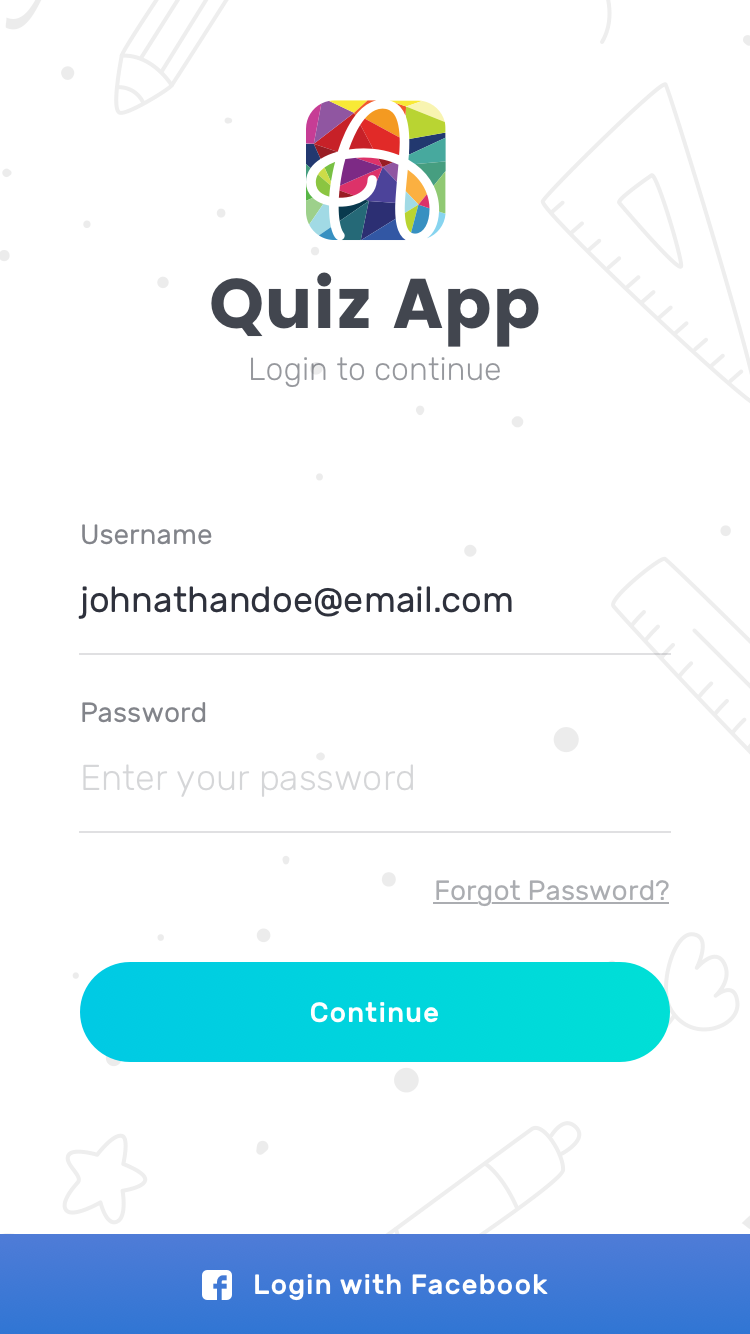 Quiz App
Login to continue
Username
johnathandoe@email.com
Password
Enter your password
Forgot Password?
Continue
Login with Facebook